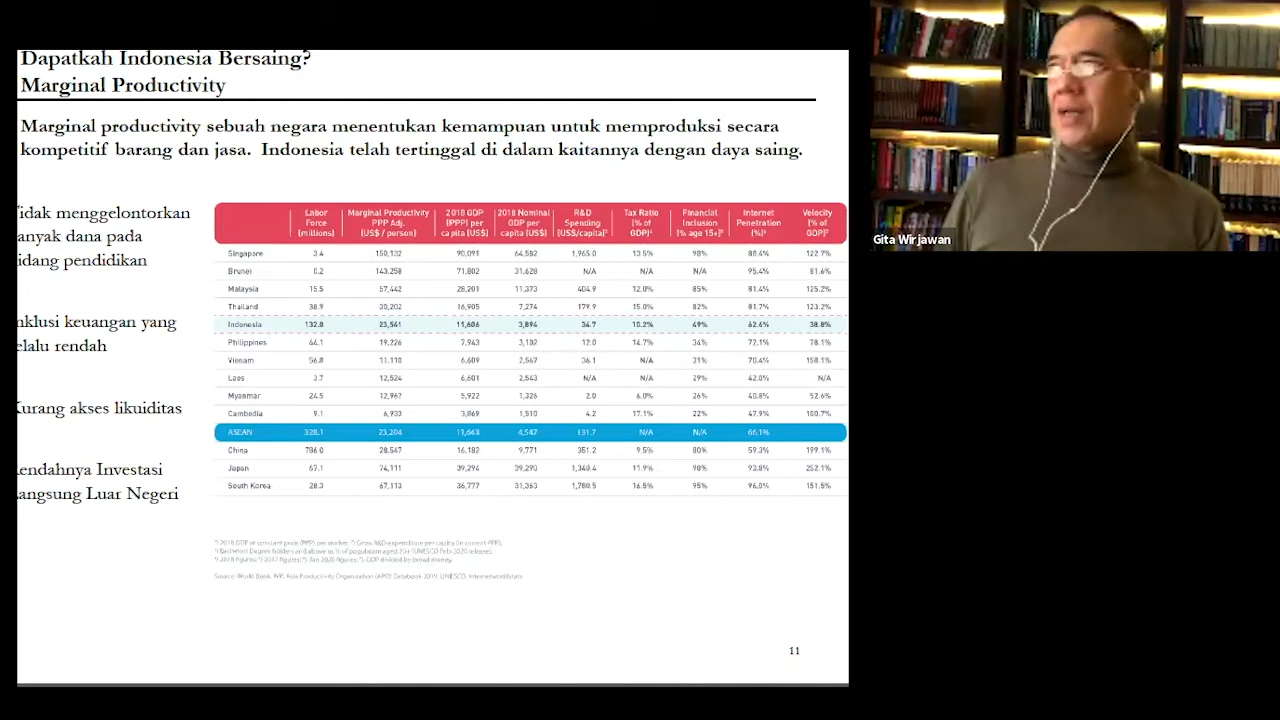 Dapatkah Indonesia Bersaing?
Marginal Productivity
Marginal productivity sebuah negara menentukan kemampuan untuk memproduksi secara
kompetitif barang dan jasa. Indonesia telah tertinggal di dalam kaitannya dengan daya saing.
idak menggelontorkan
anyak dana pada
idang pendidikan
nklusi keuangan yang
elalu rendah
urang akses likuiditas
endahnya Investasi
angsung Luar Negeri
Labor Force (millions) Marginal Productivity PPP Adj. (US$ / person) 2018 GDP (PPP) per capita (US$) 2018 Nominal GDP per capita (US$) R&D Spending (US$/capita)² Tax Ratio (% of GDP)⁴ Financial Inclusion (% age 15+)⁵ Internet Penetration (%)⁶ Velocity (% of GDP)⁷
Singapore 3.4 150,132 90,091 64,582 1,965.0 13.5% 98% 88.4% 122.7%
Brunei 0.2 143,258 71,802 31,628 N/A N/A N/A 95.4% 81.6%
Malaysia 15.5 57,442 28,201 11,373 404.9 12.0% 85% 81.4% 125.2%
Thailand 38.9 30,202 16,905 7,274 179.9 15.0% 82% 81.7% 123.2%
Indonesia 132.0 23,541 11,606 3,894 34.7 10.2% 49% 62.6% 38.8%
Philippines 44.1 19,226 7,943 3,102 12.0 14.7% 34% 72.1% 78.1%
Vienam 56.8 11.110 6,609 2,567 36.1 N/A 31% 70.4% 158.1%
Laos 3.7 12,524 6,601 2,543 N/A N/A 29% 42.0% N/A
Myanmar 24.5 12,967 5,922 1,326 2.0 6.0% 26% 40.8% 52.6%
Cambodia 9.1 6,933 3,869 1,510 4.2 17.1% 22% 47.9% 100.7%
ASEAN 328.1 23,204 11,643 4,547 131.7 N/A N/A 66.1%
China 786.0 28,547 16,182 9,771 351.2 9.5% 80% 59.3% 199.1%
Japan 67.1 74,111 39,294 39,290 1,340.4 11.9% 98% 93.8% 252.1%
South Korea 28.3 67,113 36,777 31,363 1,780.5 16.5% 95% 96.0% 151.5%
11
Gita Wirjawan